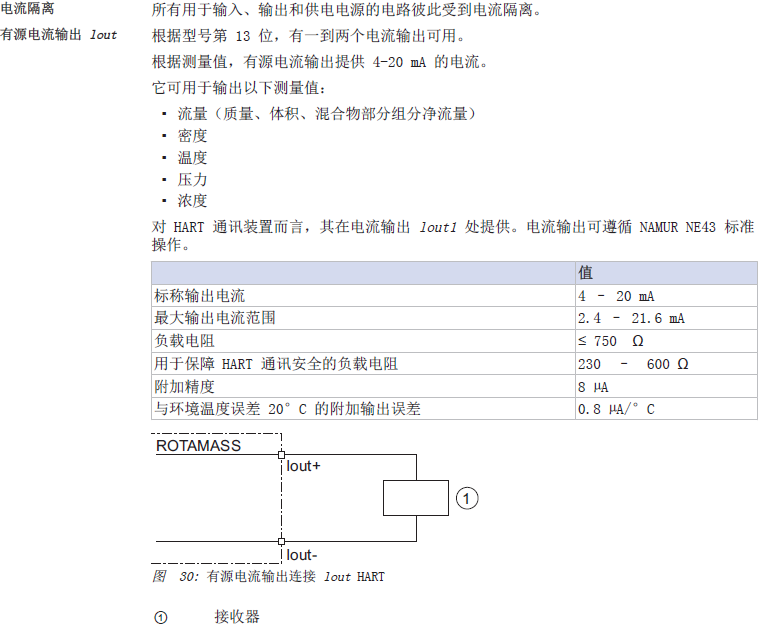 电流隔离 所有用于输入、输出和供电电源的电路彼此受到电流隔离。
有源电流输出 Iout 根据型号第 13 位，有一到两个电流输出可用。
根据测量值，有源电流输出提供 4-20 mA 的电流。
它可用于输出以下测量值：
▪ 流量（质量、体积、混合物部分组分净流量）
▪ 密度
▪ 温度
▪ 压力
▪ 浓度
对 HART 通讯装置而言，其在电流输出 Iout1 处提供。电流输出可遵循 NAMUR NE43 标准
操作。
值
标称输出电流 4 – 20 mA
最大输出电流范围 2.4 – 21.6 mA
负载电阻 ≤ 750 Ω
用于保障 HART 通讯安全的负载电阻 230 – 600 Ω
附加精度 8 µA
与环境温度误差 20° C 的附加输出误差 0.8 µA/° C
ROTAMASS
Iout+
①
Iout-
图 30: 有源电流输出连接 Iout HART
① 接收器